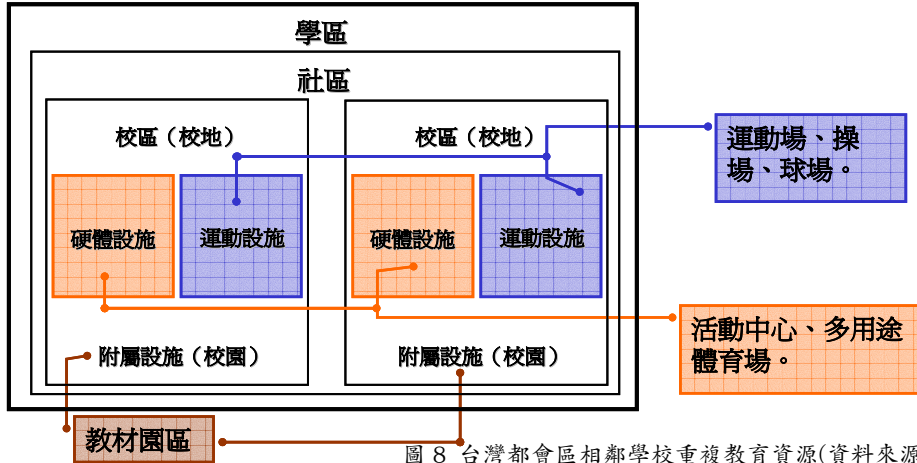 學區
社區
校區（校地）
校區（校地）
運動場、操
場、球場。
硬體設施
運動設施
硬體設施
運動設施
活動中心、多用途
體育場。
附屬設施（校園）
附屬設施（校園）
教材園區
圖 8 台灣都會區相鄰學校重複教育資源(資料來源